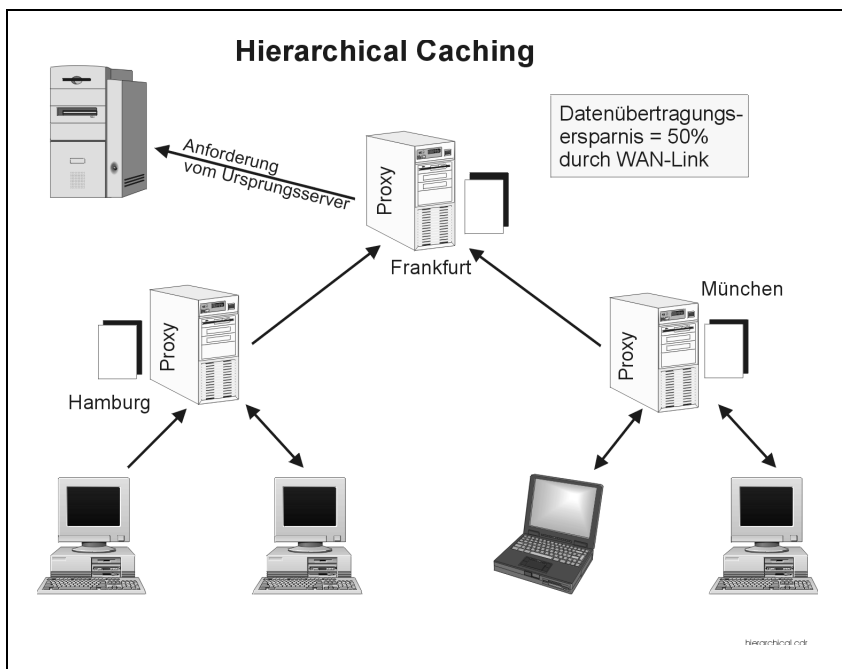 Hierarchical Caching
Datenübertragungs-
ersparnis = 50%
durch WAN-Link
Anforderung
vom Ursprungsserver
Proxy
Frankfurt
München
Proxy
Hamburg
Proxy
hierarchical.cdr